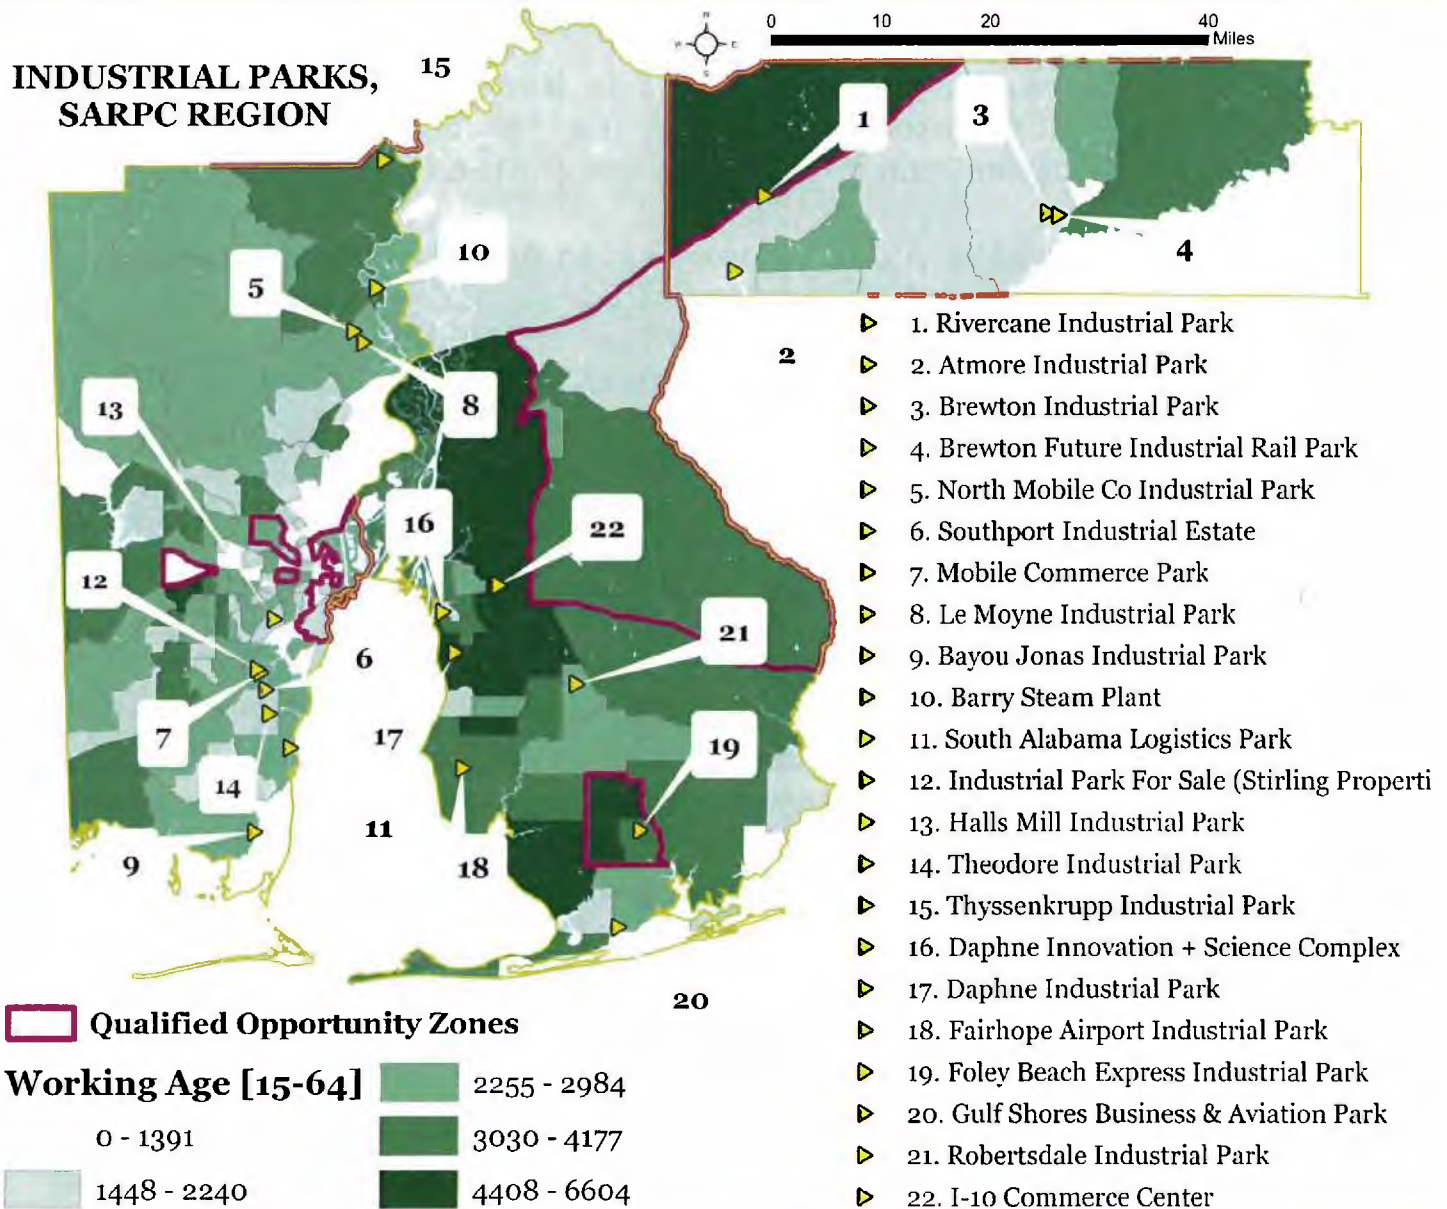 INDUSTRIAL PARKS,
SARPC REGION
N
W E
S
0 10 20 40
Miles
15
1
3
4
10
5
2
13
8
16
22
12
21
6
7
17
19
14
11
9
18
20
1. Rivercane Industrial Park
2. Atmore Industrial Park
3. Brewton Industrial Park
4. Brewton Future Industrial Rail Park
5. North Mobile Co Industrial Park
6. Southport Industrial Estate
7. Mobile Commerce Park
8. Le Moyne Industrial Park
9. Bayou Jonas Industrial Park
10. Barry Steam Plant
11. South Alabama Logistics Park
12. Industrial Park For Sale (Stirling Properti
13. Halls Mill Industrial Park
14. Theodore Industrial Park
15. Thyssenkrupp Industrial Park
16. Daphne Innovation + Science Complex
17. Daphne Industrial Park
18. Fairhope Airport Industrial Park
19. Foley Beach Express Industrial Park
20. Gulf Shores Business & Aviation Park
21. Robertsdale Industrial Park
22. I-10 Commerce Center
Qualified Opportunity Zones
Working Age [15-64]
0 - 1391
1448 - 2240
2255 - 2984
3030 - 4177
4408 - 6604